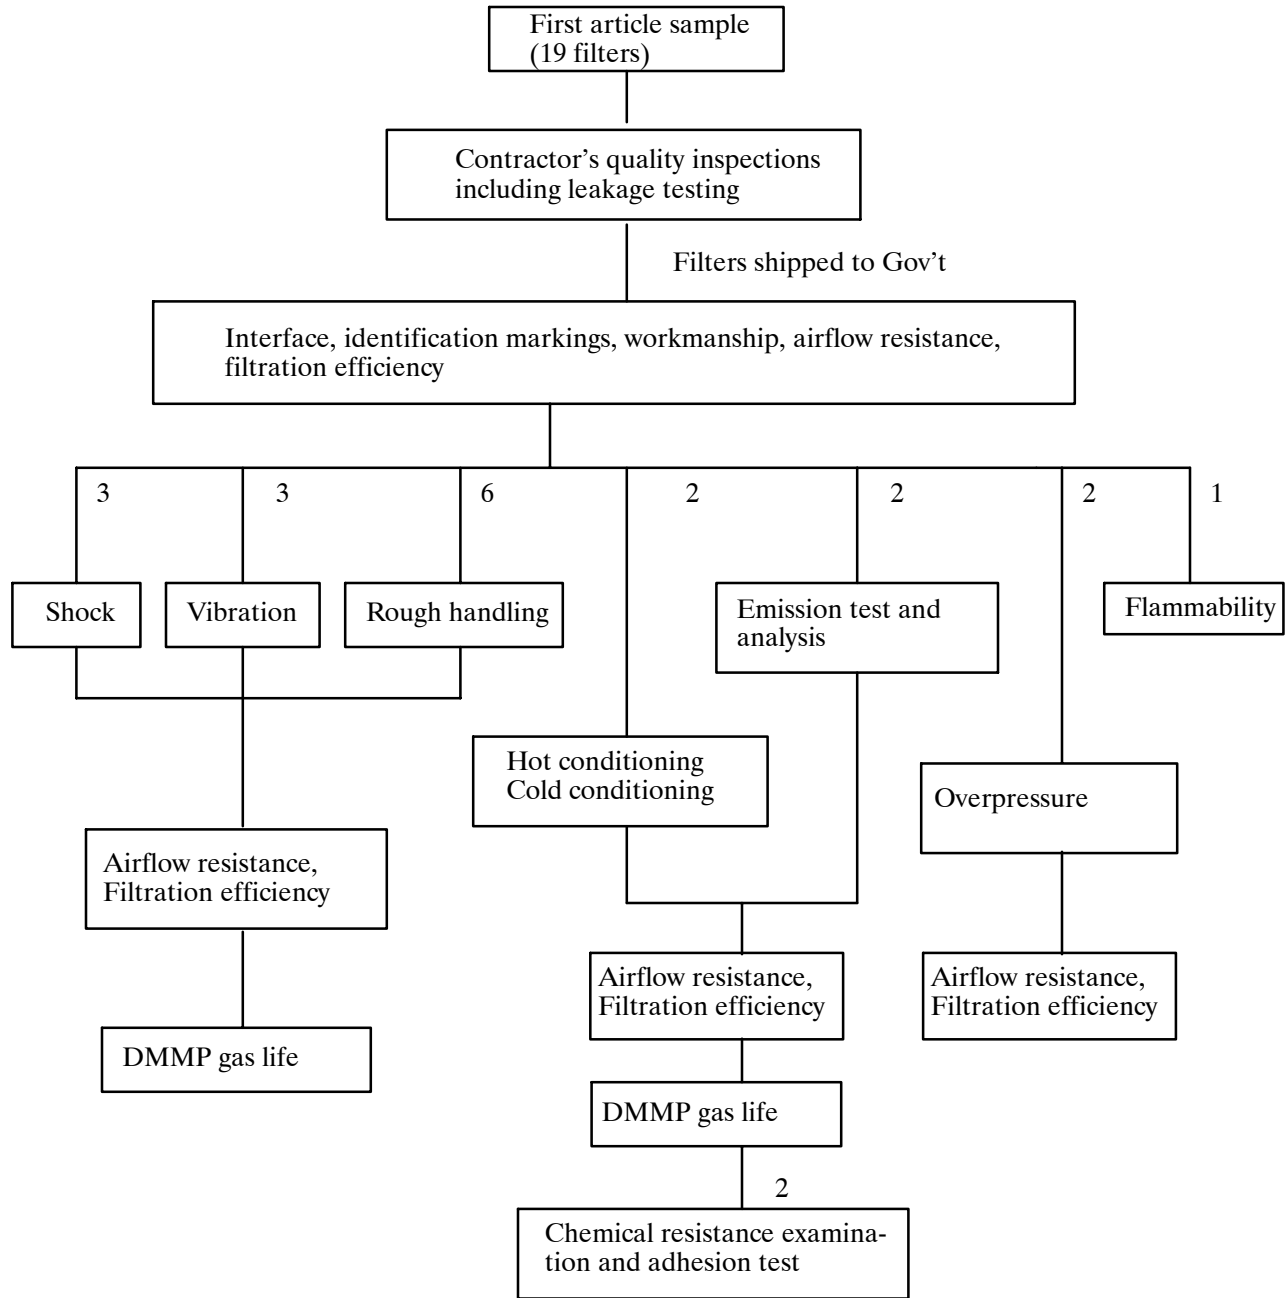 First article sample
(19 filters)
Contractor’s quality inspections
including leakage testing
Filters shipped to Gov’t
Interface, identification markings, workmanship, airflow resistance,
filtration efficiency
3
3
6
2
2
2
1
Shock
Vibration
Rough handling
Emission test and
analysis
Flammability
Hot conditioning
Cold conditioning
Overpressure
Airflow resistance,
Filtration efficiency
Airflow resistance,
Filtration efficiency
Airflow resistance,
Filtration efficiency
DMMP gas life
DMMP gas life
2
Chemical resistance examina-
tion and adhesion test